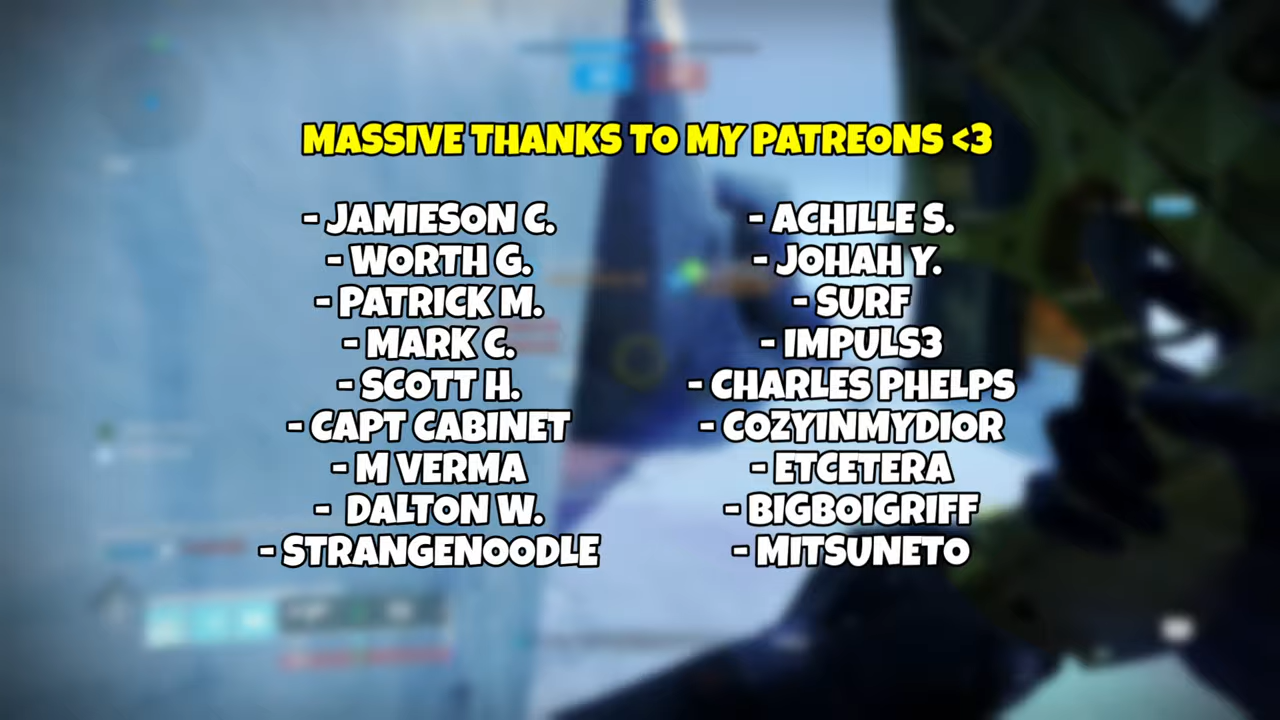 MASSIVE THANKS TO MY PATREONS <3
- JAMIESON C.
- WORTH G.
- PATRICK M.
- MARK C.
- SCOTT H.
- CAPT CABINET
- M VERMA
- DALTON W.
- STRANGENOODLE
- ACHILLE S.
- JOHAH Y.
- SURF
- IMPULS3
- CHARLES PHELPS
- COZYINMYDIOR
- ETCETERA
- BIGBOIGRIFF
- MITSUNETO